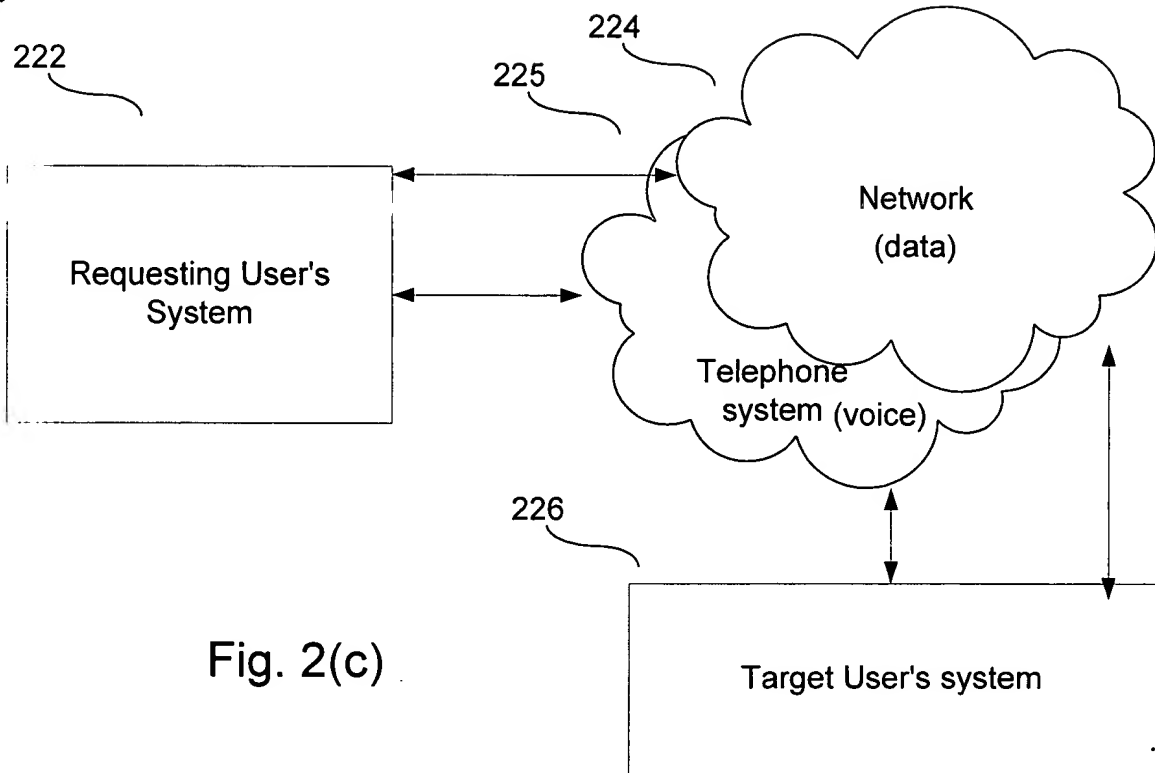 222
224
225
Network
(data)
Requesting User's
System
Telephone
system (voice)
226
Fig. 2(c)
Target User's system